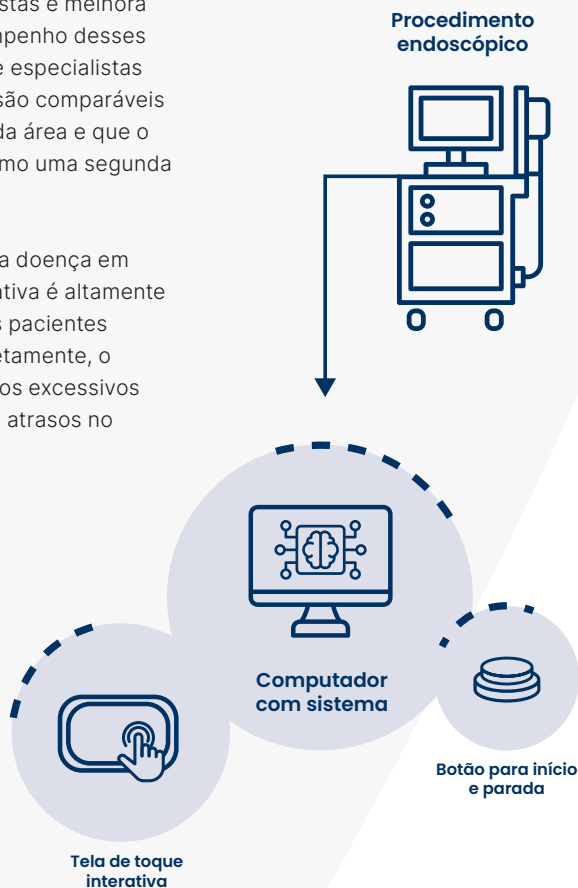 stas e melhora
penho desses
e especialistas
são comparáveis
da área e que o
mo uma segunda
a doença em
ativa é altamente
s pacientes
etamente, o
os excessivos
atrasos no
Procedimento
endoscópico
Computador
com sistema
Botão para início
e parada
Tela de toque
interativa